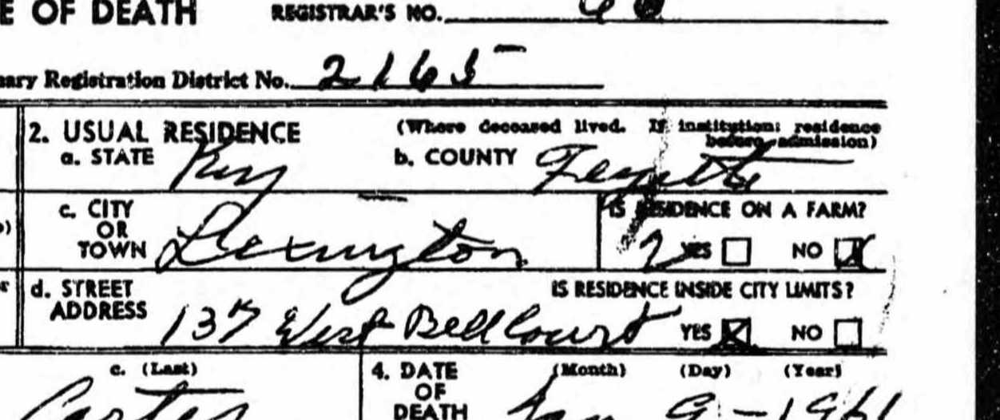 E OF DEATH REGISTRAR'S NO.
ary Registration District No. 2165
2. USUAL RESIDENCE (Where deceased lived. If institution: residence before admission)
a. STATE Ky b. COUNTY Fayette
c. CITY OR TOWN Lexington IS RESIDENCE ON A FARM? YES NO X
d. STREET ADDRESS 137 West Bell Court IS RESIDENCE INSIDE CITY LIMITS? YES X NO
c. (Last) 4. DATE OF DEATH (Month) (Day) (Year)
Carter Jan 9 - 1961